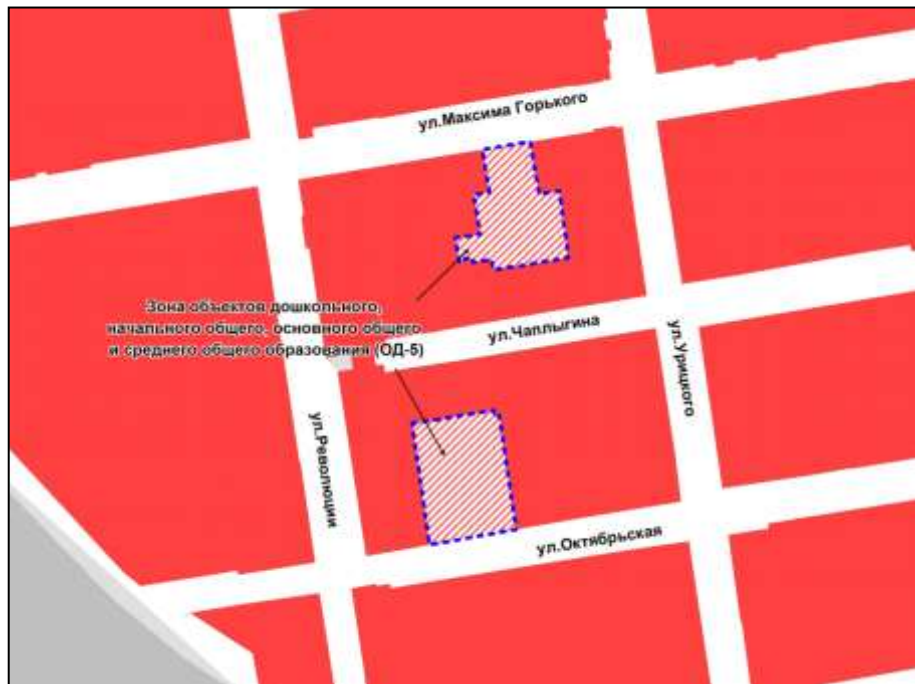 ул.Максима Горького
Зона объектов дошкольного,
начального общего, основного общего
и среднего общего образования (ОД-5)
ул.Чаплыгина
ул.Урицкого
ул.Революции
ул.Октябрьская